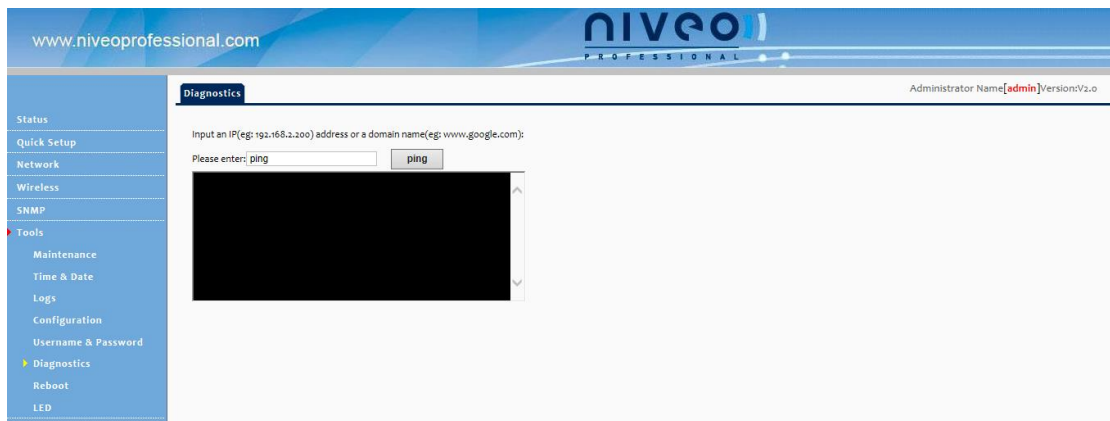 www.niveoprofessional.com
niveo
PROFESSIONAL
Diagnostics
Administrator Name[admin]Version:V2.0
Status
Quick Setup
Network
Wireless
SNMP
Tools
Maintenance
Time & Date
Logs
Configuration
Username & Password
Diagnostics
Reboot
LED
Input an IP(eg: 192.168.2.200) address or a domain name(eg: www.google.com):
Please enter: ping ping